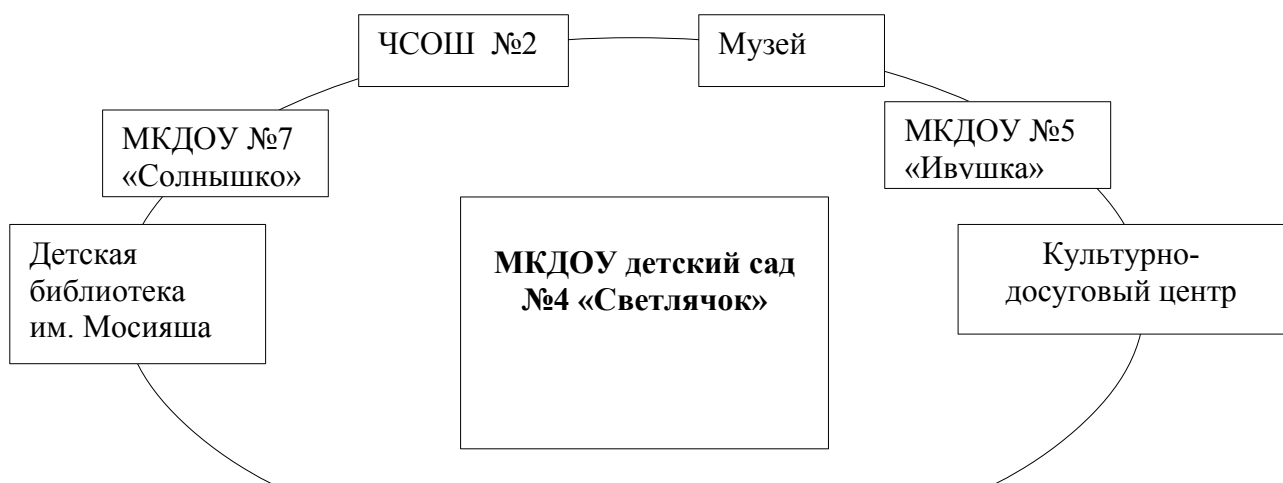 ЧСОШ №2
Музей
МКДОУ №7
«Солнышко»
МКДОУ №5
«Ивушка»
Детская
библиотека
им. Мосияша
МКДОУ детский сад
№4 «Светлячок»
Культурно-
досуговый центр